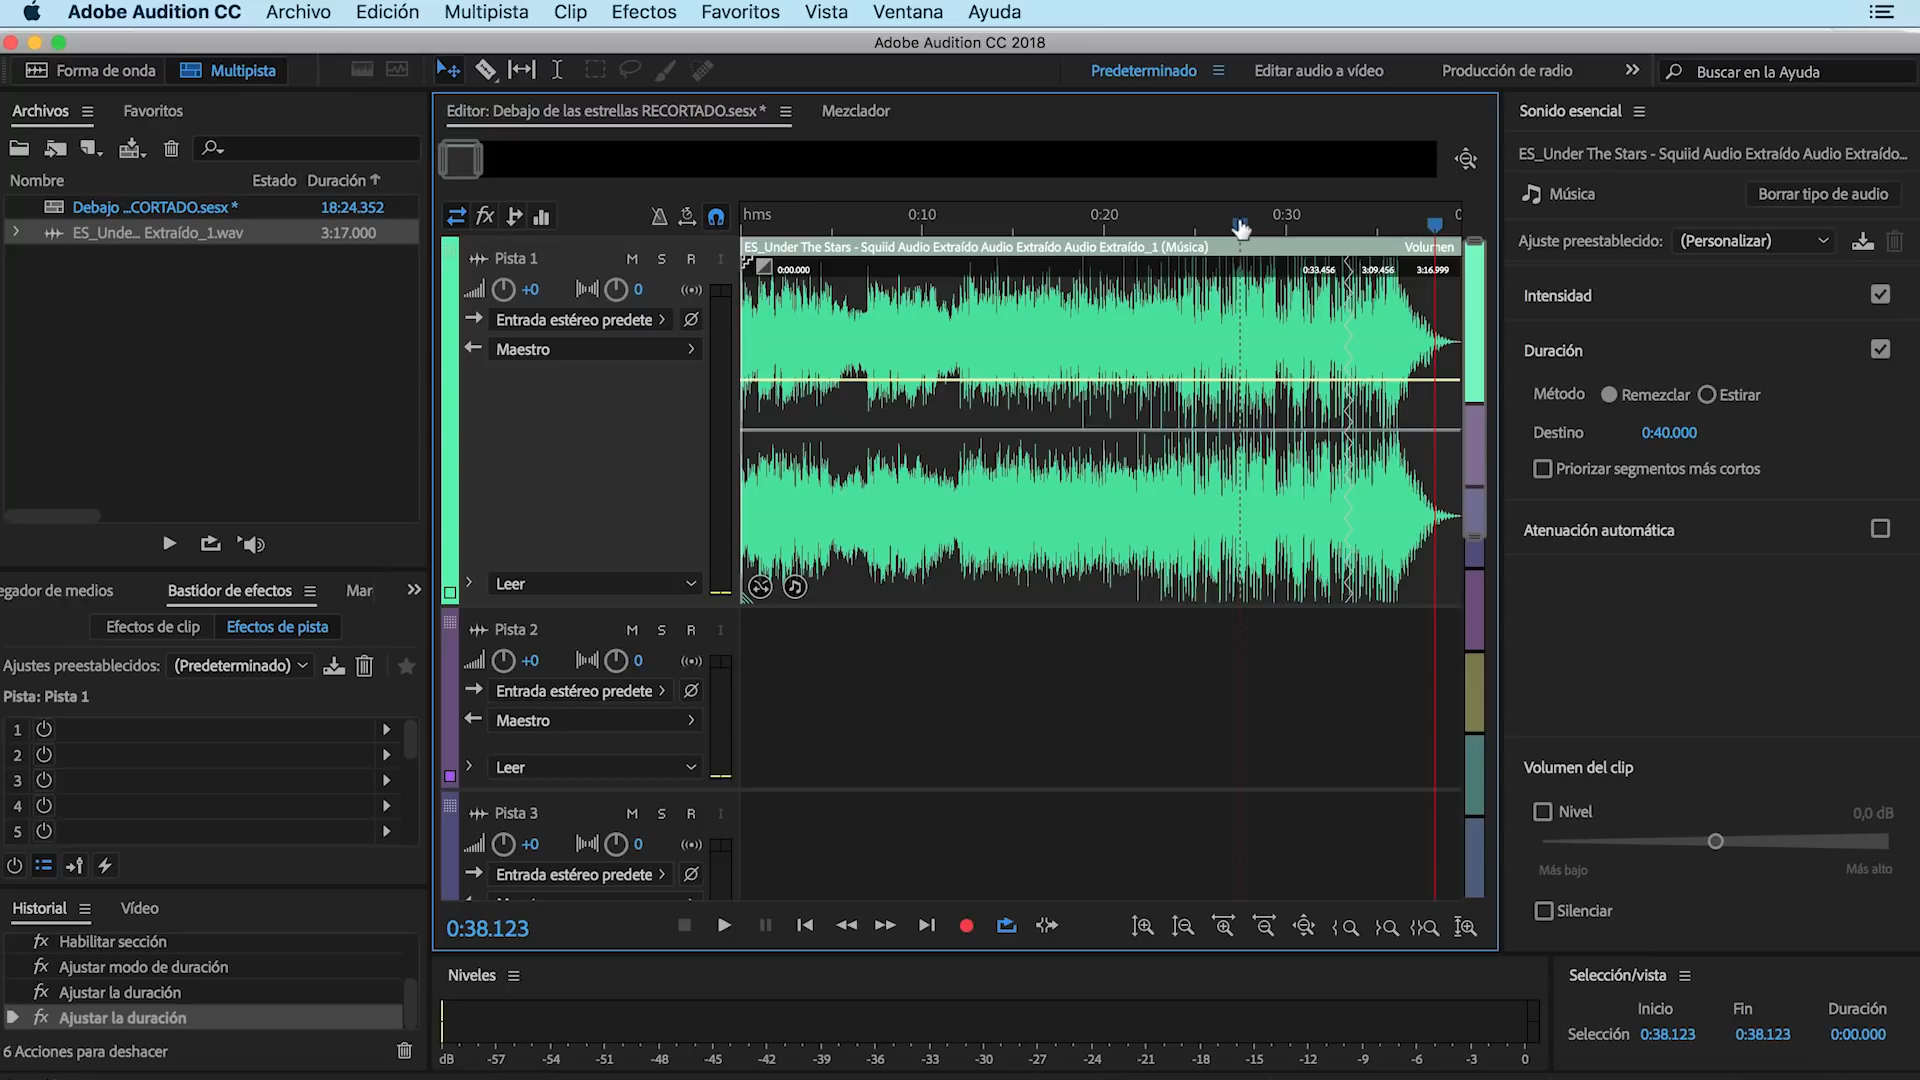 Adobe Audition CC Archivo Edición Multipista Clip Efectos Favoritos Vista Ventana Ayuda
Adobe Audition CC 2018
Forma de onda Multipista Predeterminado Editar audio a vídeo Producción de radio Buscar en la Ayuda
Archivos Favoritos
Nombre Estado Duración
Debajo ...CORTADO.sesx * 18:24.352
ES_Unde... Extraído_1.wav 3:17.000
egador de medios Bastidor de efectos Mar
Efectos de clip Efectos de pista
Ajustes preestablecidos: (Predeterminado)
Pista: Pista 1
1
2
3
4
5
Historial Vídeo
fx Habilitar sección
fx Ajustar modo de duración
fx Ajustar la duración
fx Ajustar la duración
6 Acciones para deshacer
Editor: Debajo de las estrellas RECORTADO.sesx * Mezclador
fx
hms 0:10 0:20 0:30 0
ES_Under The Stars - Squiid Audio Extraído Audio Extraído Audio Extraído_1 (Música) Volumen
0:00.000 0:33.456 3:09.456 3:16.999
Pista 1 M S R I
+0 0
Entrada estéreo predete
Maestro
Leer
Pista 2 M S R I
+0 0
Entrada estéreo predete
Maestro
Leer
Pista 3 M S R I
+0 0
Entrada estéreo predete
0:38.123
Niveles
dB -57 -54 -51 -48 -45 -42 -39 -36 -33 -30 -27 -24 -21 -18 -15 -12 -9 -6 -3 0
Sonido esencial
ES_Under The Stars - Squiid Audio Extraído Audio Extraído...
Música Borrar tipo de audio
Ajuste preestablecido: (Personalizar)
Intensidad
Duración
Método Remezclar Estirar
Destino 0:40.000
Priorizar segmentos más cortos
Atenuación automática
Volumen del clip
Nivel 0,0 dB
Más bajo Más alto
Silenciar
Selección/vista
Inicio Fin Duración
Selección 0:38.123 0:38.123 0:00.000